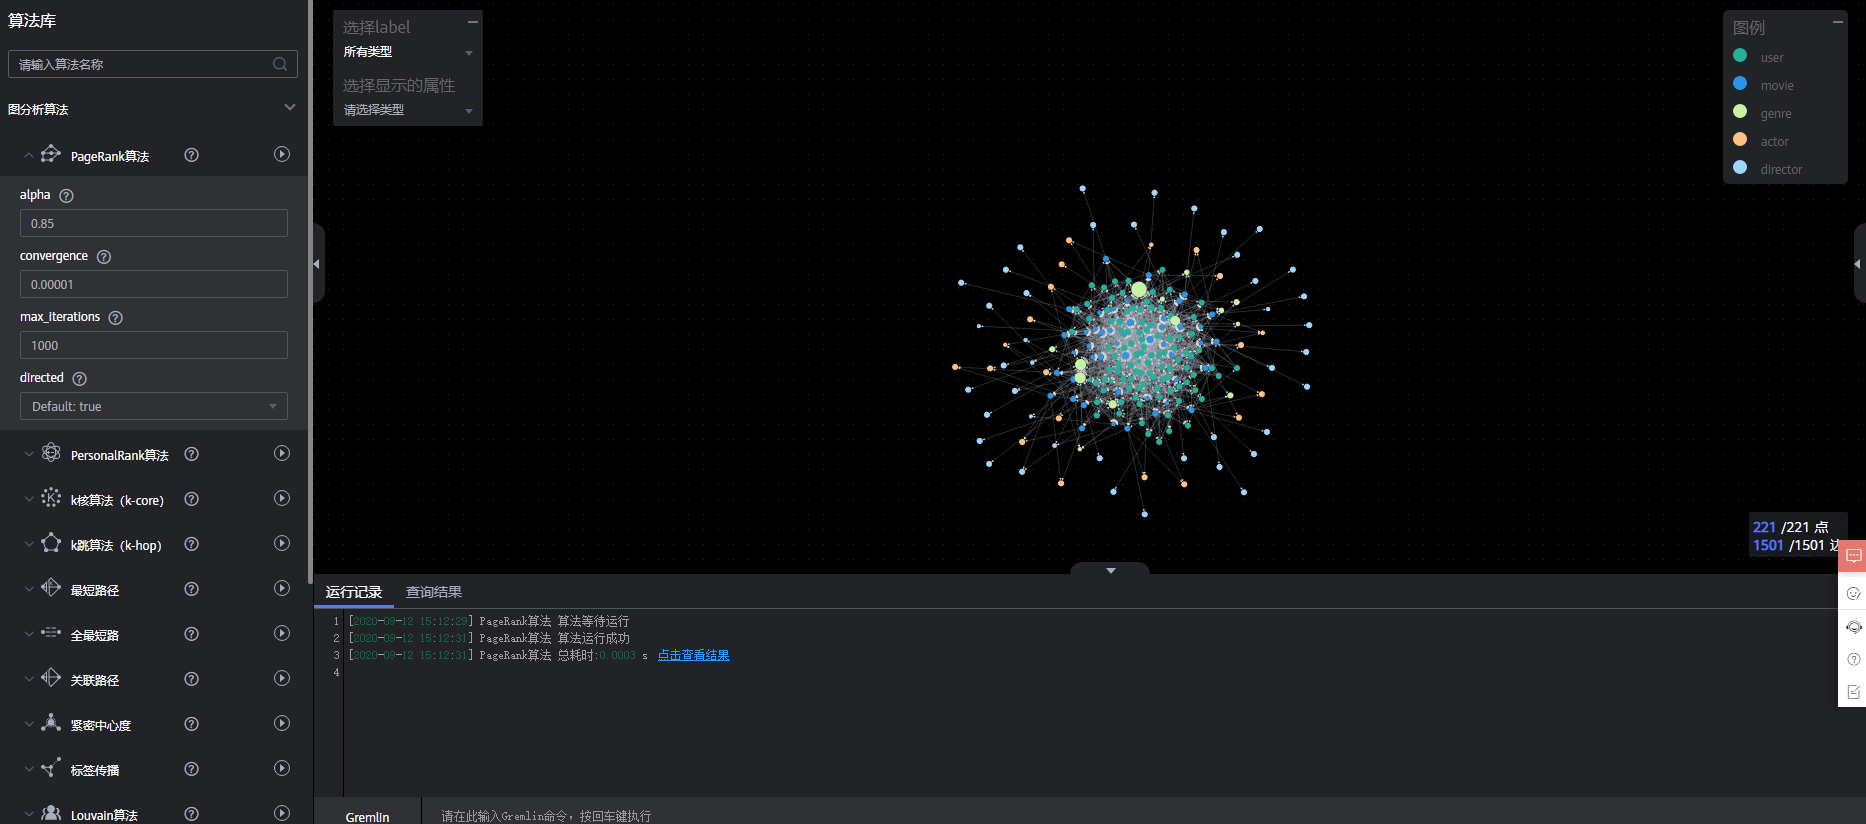 算法库
请输入算法名称
图分析算法
PageRank算法
alpha
0.85
convergence
0.00001
max_iterations
1000
directed
Default: true
PersonalRank算法
k核算法（k-core）
k跳算法（k-hop）
最短路径
全最短路
关联路径
紧密中心度
标签传播
Louvain算法
选择label
所有类型
选择显示的属性
请选择类型
图例
user
movie
genre
actor
director
221 /221 点
1501 /1501 边
运行记录 查询结果
1 [2020-09-12 15:12:29] PageRank算法 算法等待运行
2 [2020-09-12 15:12:31] PageRank算法 算法运行成功
3 [2020-09-12 15:12:31] PageRank算法 总耗时:0.0003 s 点击查看结果
4
Gremlin 请在此输入Gremlin命令，按回车键执行